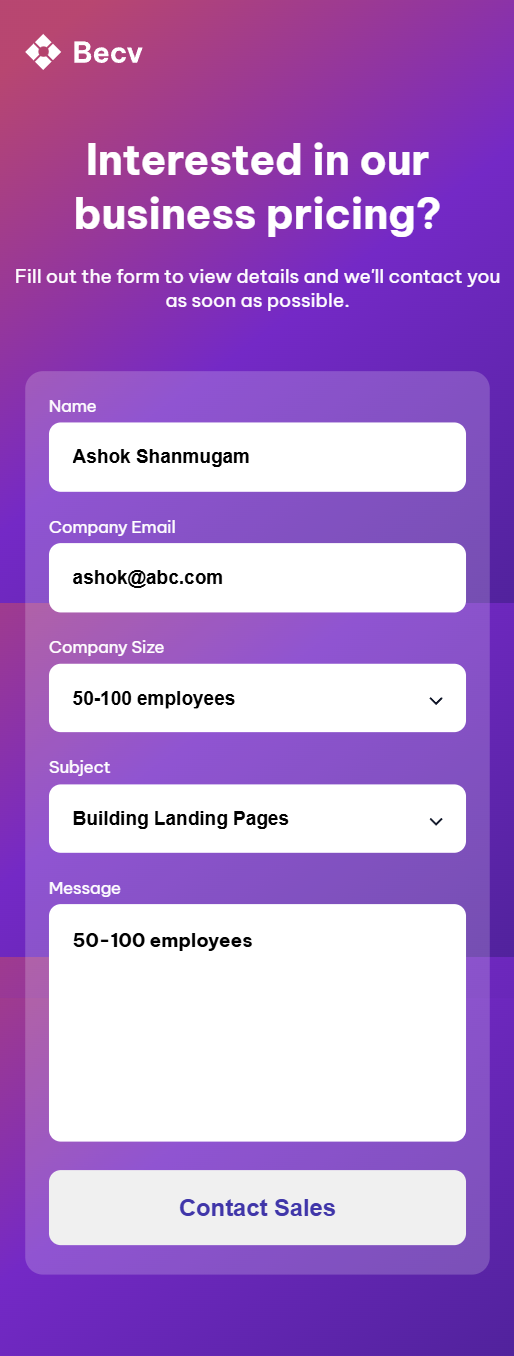 Becv
Interested in our
business pricing?
Fill out the form to view details and we'll contact you
as soon as possible.
Name
Ashok Shanmugam
Company Email
ashok@abc.com
Company Size
50-100 employees
Subject
Building Landing Pages
Message
50-100 employees
Contact Sales